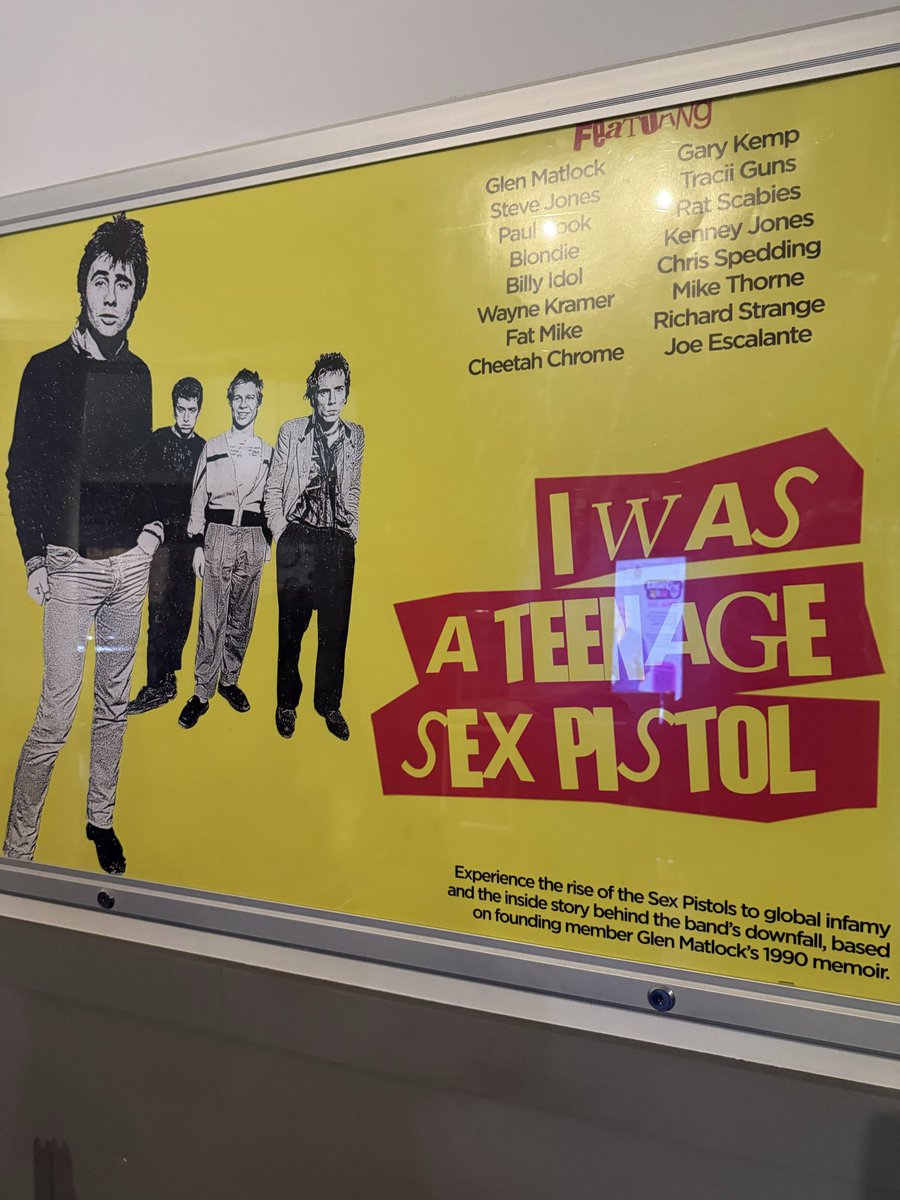 FeaTURiNg
Glen Matlock
Steve Jones
Paul Cook
Blondie
Billy Idol
Wayne Kramer
Fat Mike
Cheetah Chrome
Gary Kemp
Tracii Guns
Rat Scabies
Kenney Jones
Chris Spedding
Mike Thorne
Richard Strange
Joe Escalante
I WAS
A TEENAGE
SEX PISTOL
Experience the rise of the Sex Pistols to global infamy
and the inside story behind the band's downfall, based
on founding member Glen Matlock's 1990 memoir.